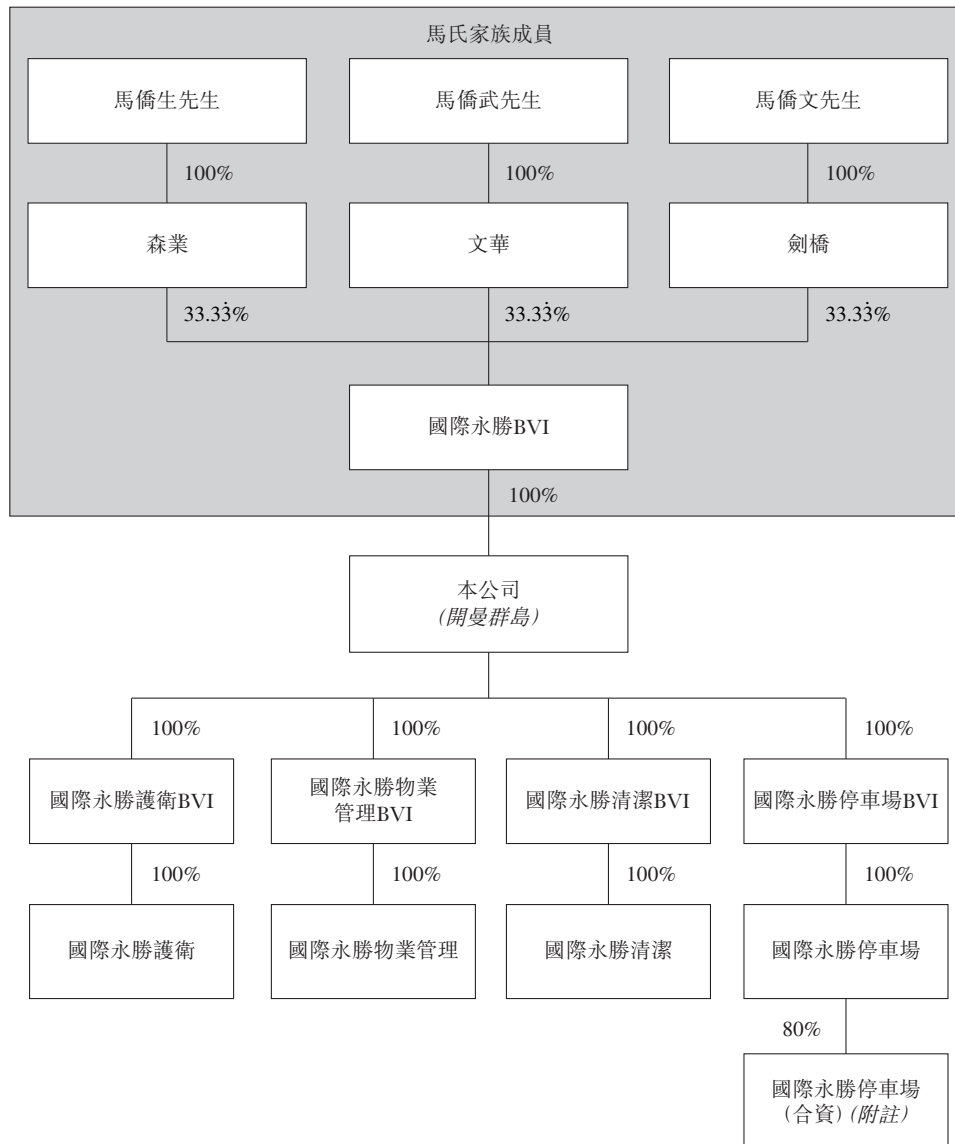 馬氏家族成員
馬僑生先生
馬僑武先生
馬僑文先生
100%
100%
100%
森業
文華
劍橋
33.33̇%
33.33̇%
33.33̇%
國際永勝BVI
100%
本公司
(開曼群島)
100%
100%
100%
100%
國際永勝護衛BVI
國際永勝物業
管理BVI
國際永勝清潔BVI
國際永勝停車場BVI
100%
100%
100%
100%
國際永勝護衛
國際永勝物業管理
國際永勝清潔
國際永勝停車場
80%
國際永勝停車場
(合資)(附註)